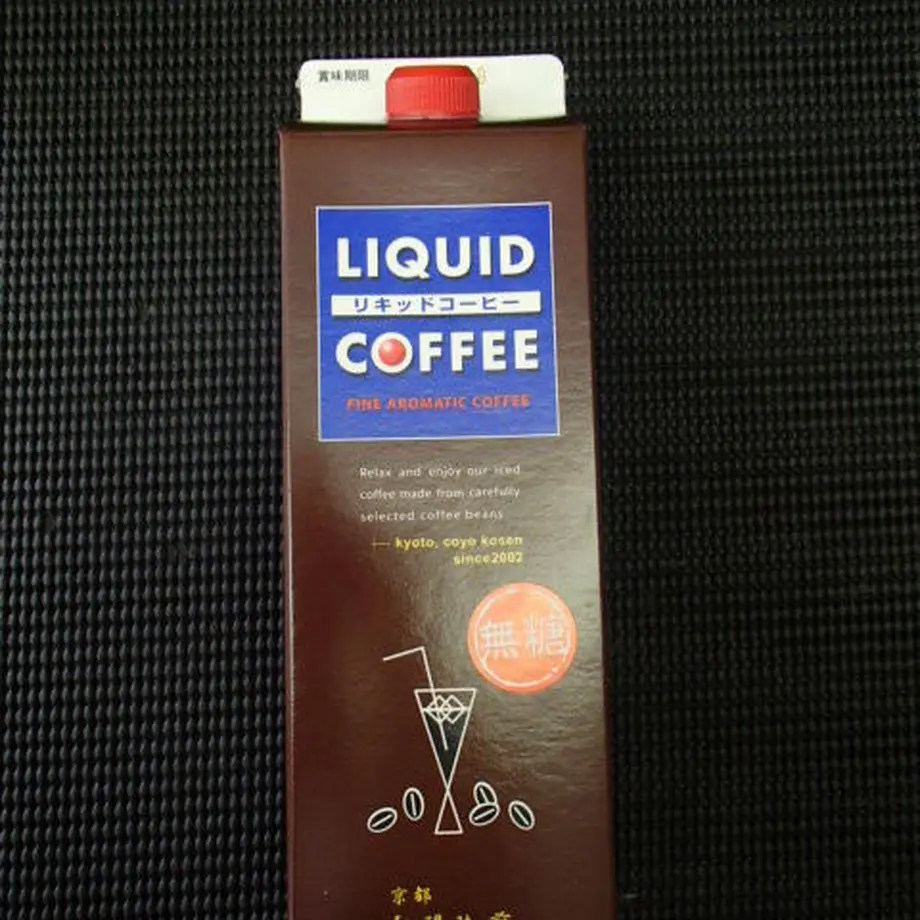 賞味期限
LIQUID
リキッドコーヒー
COFFEE
FINE AROMATIC COFFEE
Relax and enjoy our iced
coffee made from carefully
selected coffee beans
— kyoto, coyo kosen
since2002
無糖
京都